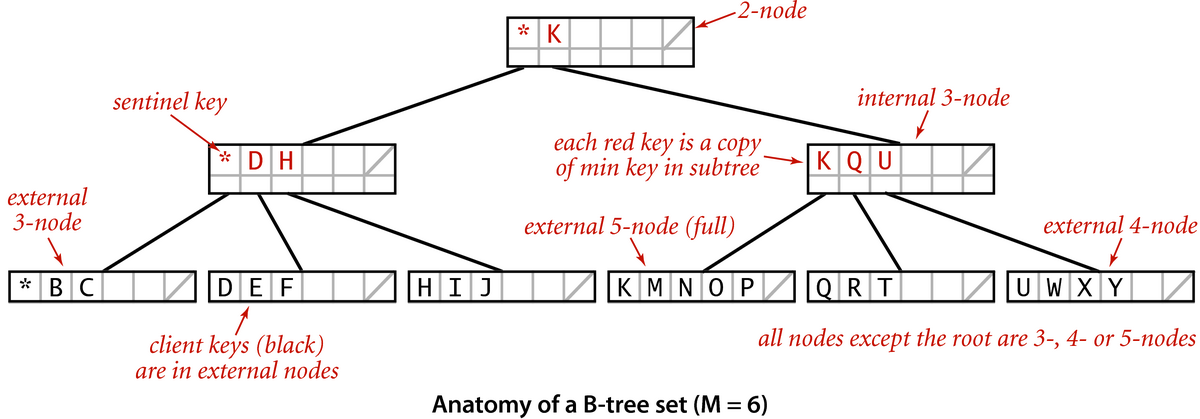 2-node
* K
sentinel key
internal 3-node
each red key is a copy
of min key in subtree
* D H
K Q U
external
3-node
external 5-node (full)
external 4-node
* B C
D E F
H I J
K M N O P
Q R T
U W X Y
client keys (black)
are in external nodes
all nodes except the root are 3-, 4- or 5-nodes
Anatomy of a B-tree set (M = 6)